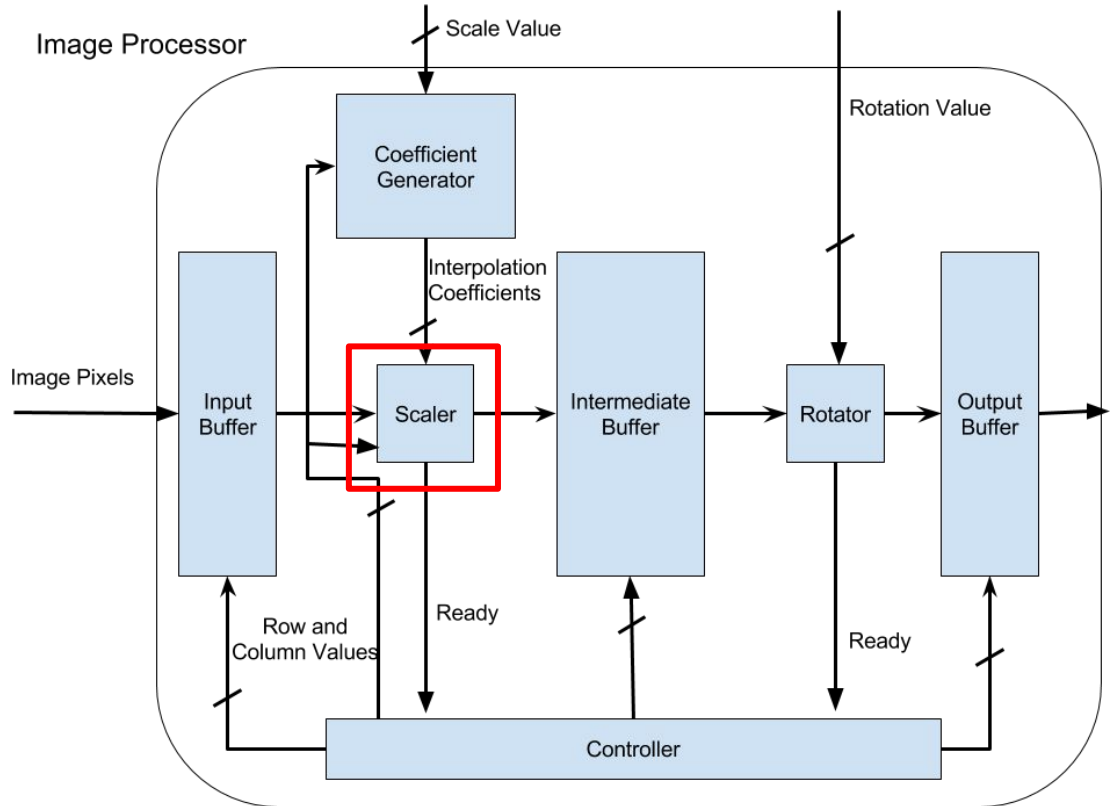 Image Processor
Scale Value
Rotation Value
Coefficient
Generator
Interpolation
Coefficients
Image Pixels
Input
Buffer
Scaler
Intermediate
Buffer
Rotator
Output
Buffer
Row and
Column Values
Ready
Ready
Controller